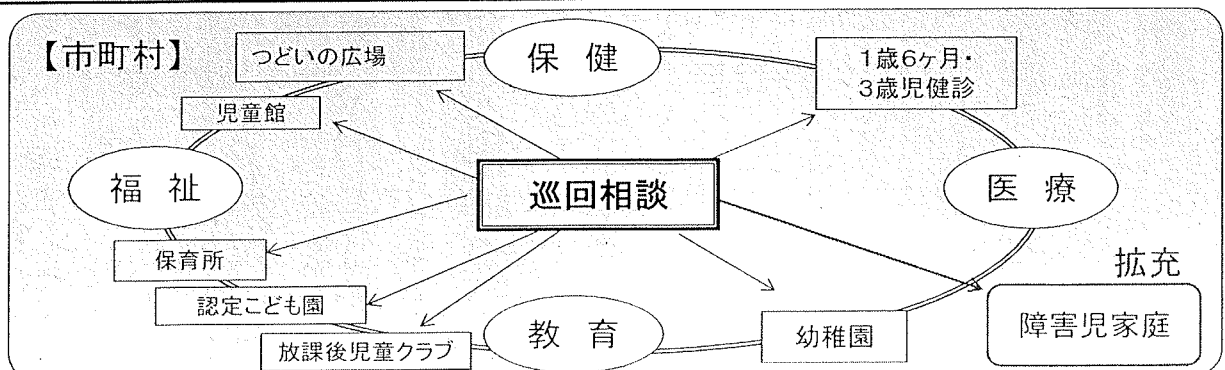 【市町村】
つどいの広場
保　健
1歳6ヶ月・
3歳児健診
児童館
福　祉
巡回相談
医　療
保育所
拡充
認定こども園
教　育
幼稚園
障害児家庭
放課後児童クラブ